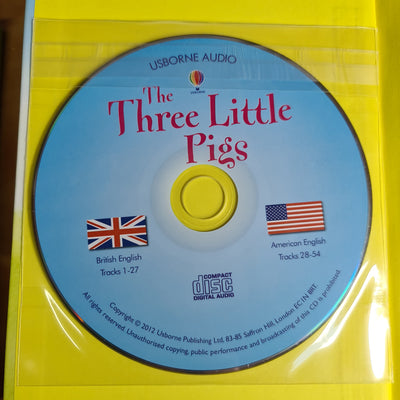 USBORNE AUDIO
USBORNE
The
Three Little
Pigs
British English
Tracks 1-27
American English
Tracks 28-54
COMPACT
disc
DIGITAL AUDIO
Copyright © 2012 Usborne Publishing Ltd, 83-85 Saffron Hill, London EC1N 8RT.
All rights reserved. Unauthorised copying, public performance and broadcasting of this CD is prohibited.